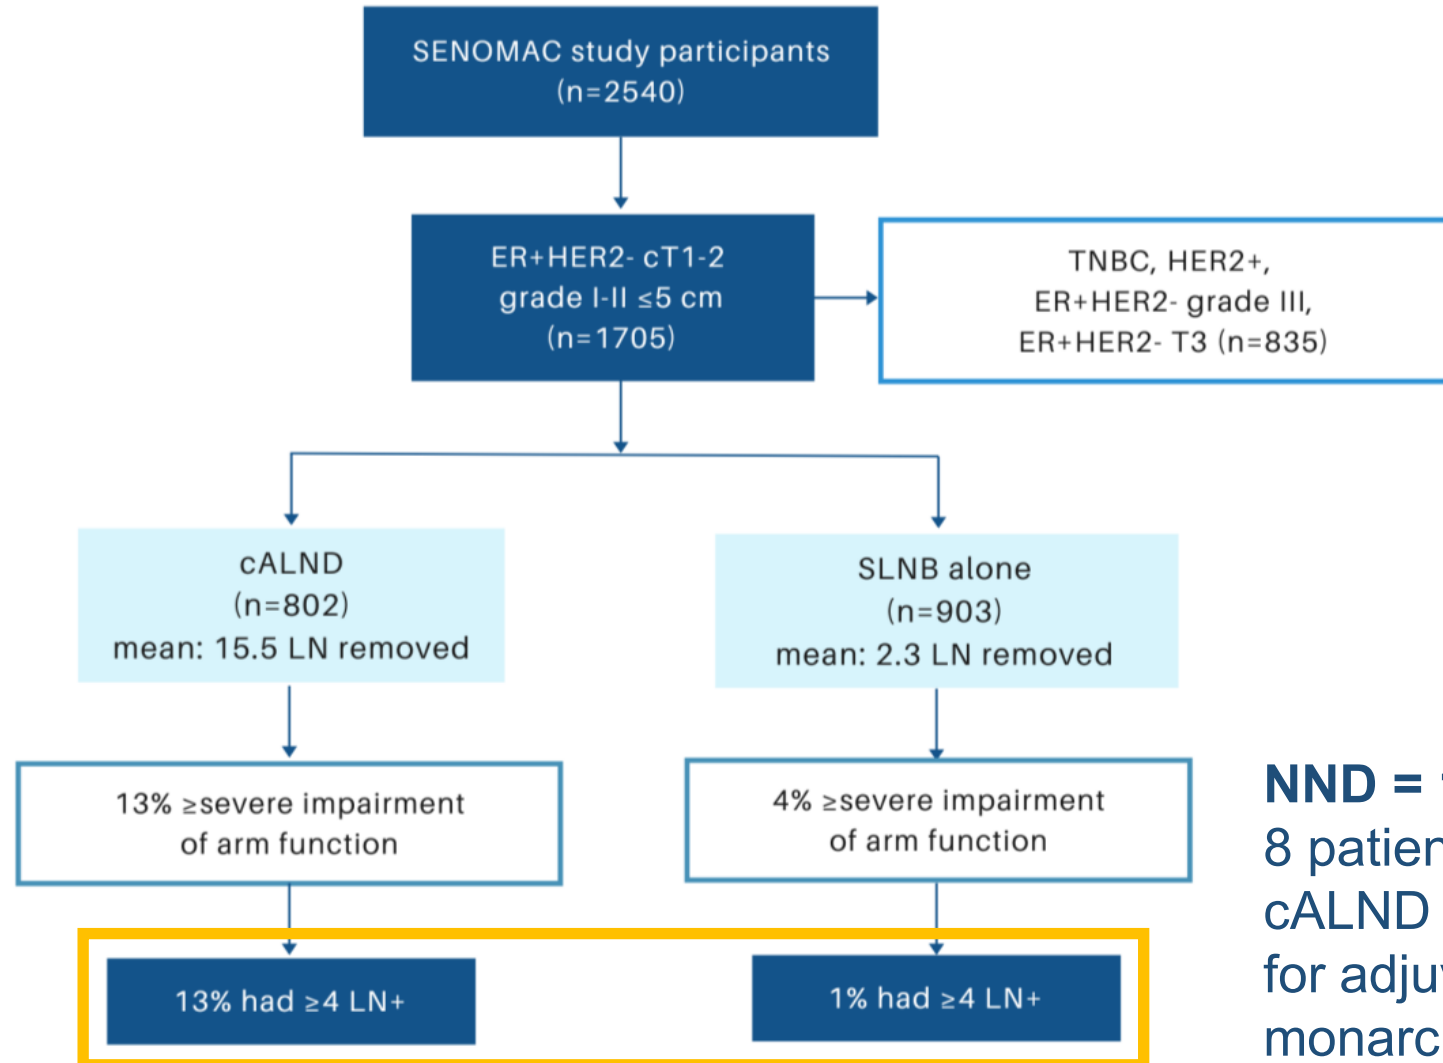 SENOMAC study participants
(n=2540)
ER+HER2- cT1-2
grade I-II ≤5 cm
(n=1705)
TNBC, HER2+,
ER+HER2- grade III,
ER+HER2- T3 (n=835)
cALND
(n=802)
mean: 15.5 LN removed
SLNB alone
(n=903)
mean: 2.3 LN removed
13% ≥severe impairment
of arm function
4% ≥severe impairment
of arm function
13% had ≥4 LN+
1% had ≥4 LN+
NND =
8
cALND
for